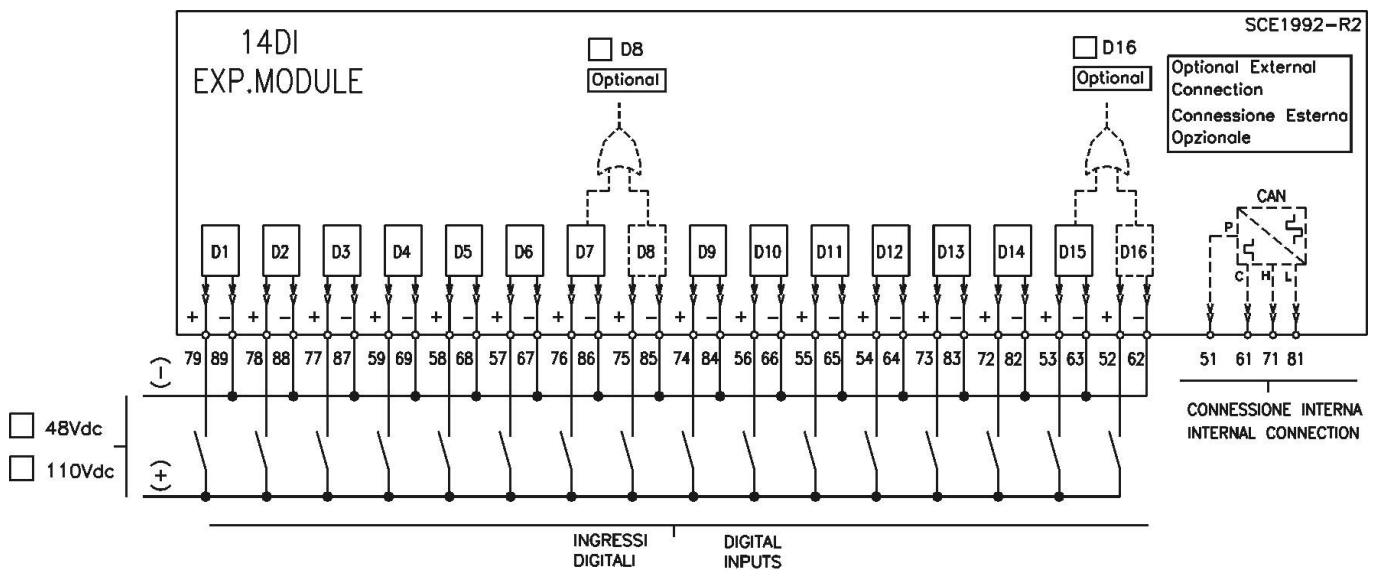 SCE1992-R2
14DI
EXP.MODULE
D8
Optional
D16
Optional
Optional External
Connection
Connessione Esterna
Opzionale
CAN
P
C H L
D1 D2 D3 D4 D5 D6 D7 D8 D9 D10 D11 D12 D13 D14 D15 D16
+ − + − + − + − + − + − + − + − + − + − + − + − + − + − + − + −
79 89 78 88 77 87 59 69 58 68 57 67 76 86 75 85 74 84 56 66 55 65 54 64 73 83 72 82 53 63 52 62 51 61 71 81
(−)
48Vdc
110Vdc
(+)
CONNESSIONE INTERNA
INTERNAL CONNECTION
INGRESSI
DIGITALI
DIGITAL
INPUTS